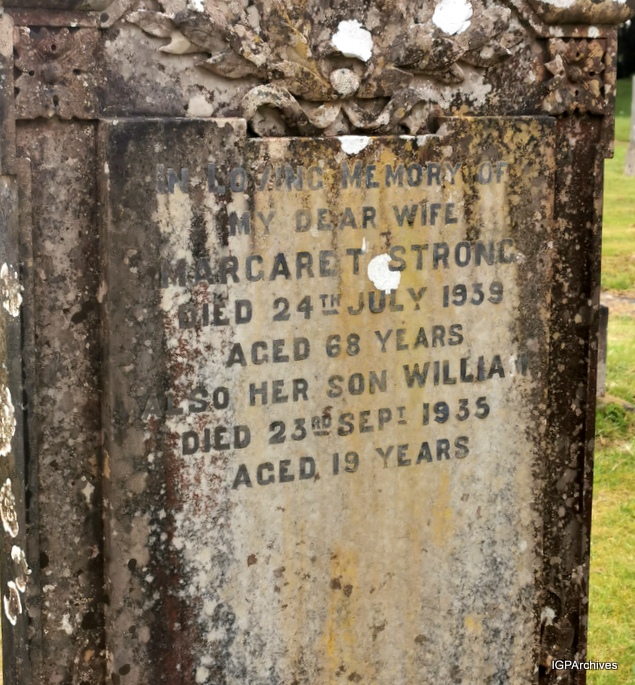 IN LOVING MEMORY OF
MY DEAR WIFE
MARGARET STRONG
DIED 24TH JULY 1939
AGED 68 YEARS
ALSO HER SON WILLIAM
DIED 23RD SEPT 1935
AGED 19 YEARS
IGPArchives